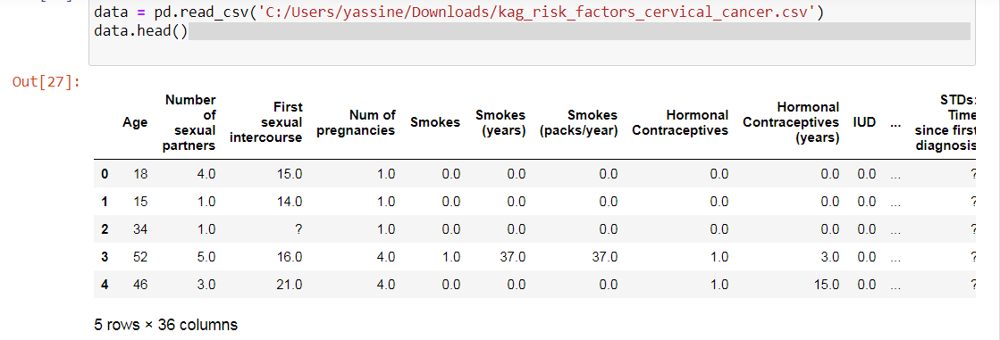 data = pd.read_csv('C:/Users/yassine/Downloads/kag_risk_factors_cervical_cancer.csv')
data.head()
Out[27]:
Age Number of sexual partners First sexual intercourse Num of pregnancies Smokes Smokes (years) Smokes (packs/year) Hormonal Contraceptives Hormonal Contraceptives (years) IUD ... STDs: Time since first diagnosis
0 18 4.0 15.0 1.0 0.0 0.0 0.0 0.0 0.0 0.0 ... ?
1 15 1.0 14.0 1.0 0.0 0.0 0.0 0.0 0.0 0.0 ... ?
2 34 1.0 ? 1.0 0.0 0.0 0.0 0.0 0.0 0.0 ... ?
3 52 5.0 16.0 4.0 1.0 37.0 37.0 1.0 3.0 0.0 ... ?
4 46 3.0 21.0 4.0 0.0 0.0 0.0 1.0 15.0 0.0 ... ?
5 rows × 36 columns